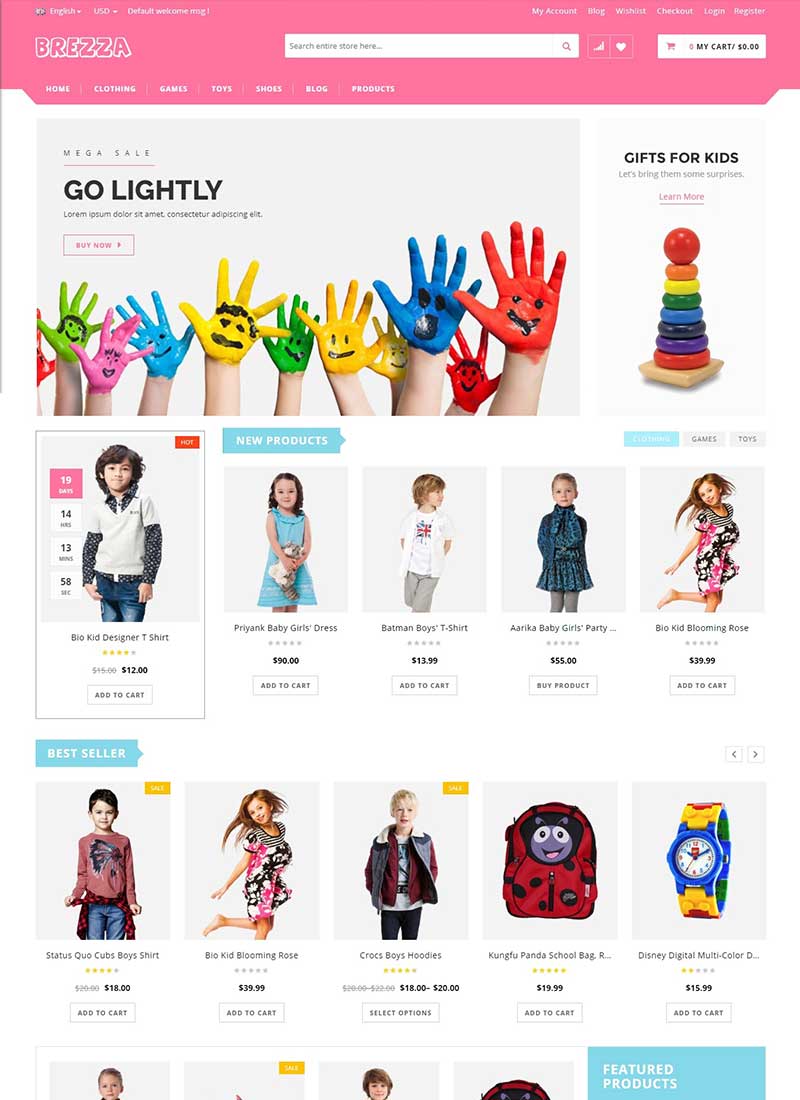 English
USD
Default welcome msg !
My Account
Blog
Wishlist
Checkout
Login
Register
BREZZA
Search entire store here...
0 MY CART/ $0.00
HOME
CLOTHING
GAMES
TOYS
SHOES
BLOG
PRODUCTS
MEGA SALE
GO LIGHTLY
Lorem ipsum dolor sit amet, consectetur adipiscing elit.
BUY NOW
GIFTS FOR KIDS
Let's bring them some surprises.
Learn More
HOT
19
DAYS
14
HRS
13
MINS
58
SEC
Bio Kid Designer T Shirt
$15.00 $12.00
ADD TO CART
NEW PRODUCTS
CLOTHING
GAMES
TOYS
Priyank Baby Girls' Dress
$90.00
ADD TO CART
Batman Boys' T-Shirt
$13.99
ADD TO CART
Aarika Baby Girls' Party ...
$55.00
BUY PRODUCT
Bio Kid Blooming Rose
$39.99
ADD TO CART
BEST SELLER
SALE
Status Quo Cubs Boys Shirt
$20.00 $18.00
ADD TO CART
Bio Kid Blooming Rose
$39.99
ADD TO CART
SALE
Crocs Boys Hoodies
$20.00–$22.00 $18.00– $20.00
SELECT OPTIONS
Kungfu Panda School Bag, R...
$19.99
ADD TO CART
Disney Digital Multi-Color D...
$15.99
ADD TO CART
SALE
FEATURED
PRODUCTS